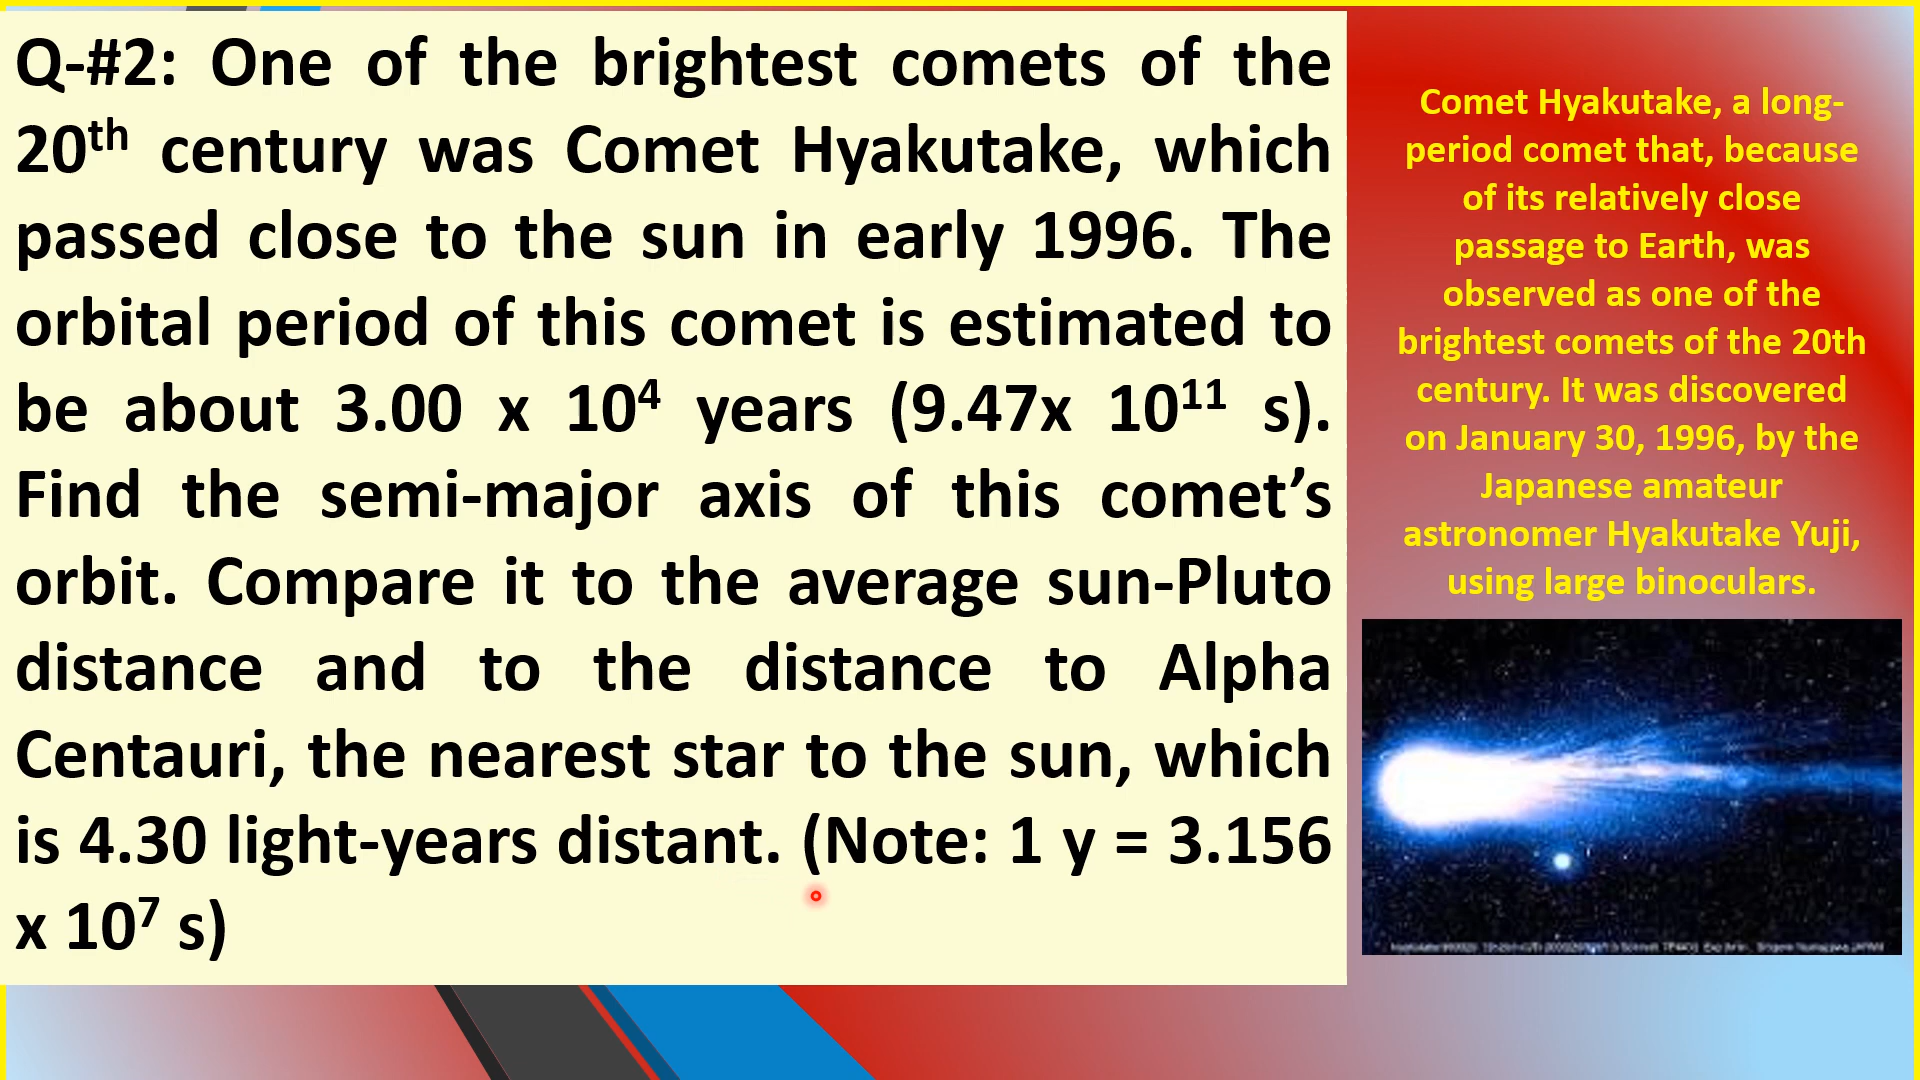 Q-#2: One of the brightest comets of the
20th century was Comet Hyakutake, which
passed close to the sun in early 1996. The
orbital period of this comet is estimated to
be about 3.00 x 10⁴ years (9.47x 10¹¹ s).
Find the semi-major axis of this comet’s
orbit. Compare it to the average sun-Pluto
distance and to the distance to Alpha
Centauri, the nearest star to the sun, which
is 4.30 light-years distant. (Note: 1 y = 3.156
x 10⁷ s)
Comet Hyakutake, a long-
period comet that, because
of its relatively close
passage to Earth, was
observed as one of the
brightest comets of the 20th
century. It was discovered
on January 30, 1996, by the
Japanese amateur
astronomer Hyakutake Yuji,
using large binoculars.